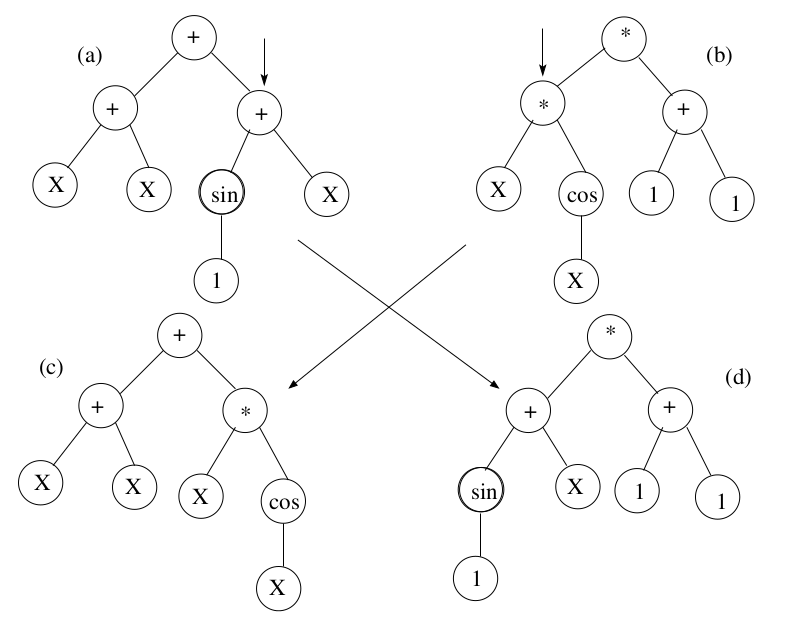 + *
(a) (b)
+ + * +
X X sin X X cos 1 1
1 X
+ *
(c) (d)
+ * + +
X X X cos sin X 1 1
X 1